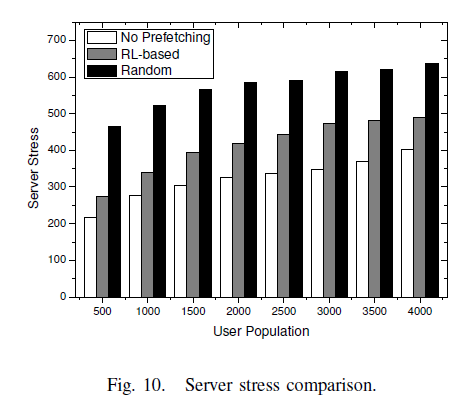 No Prefetching
RL-based
Random
700
600
500
400
300
200
100
0
Server Stress
500 1000 1500 2000 2500 3000 3500 4000
User Population
Fig. 10. Server stress comparison.